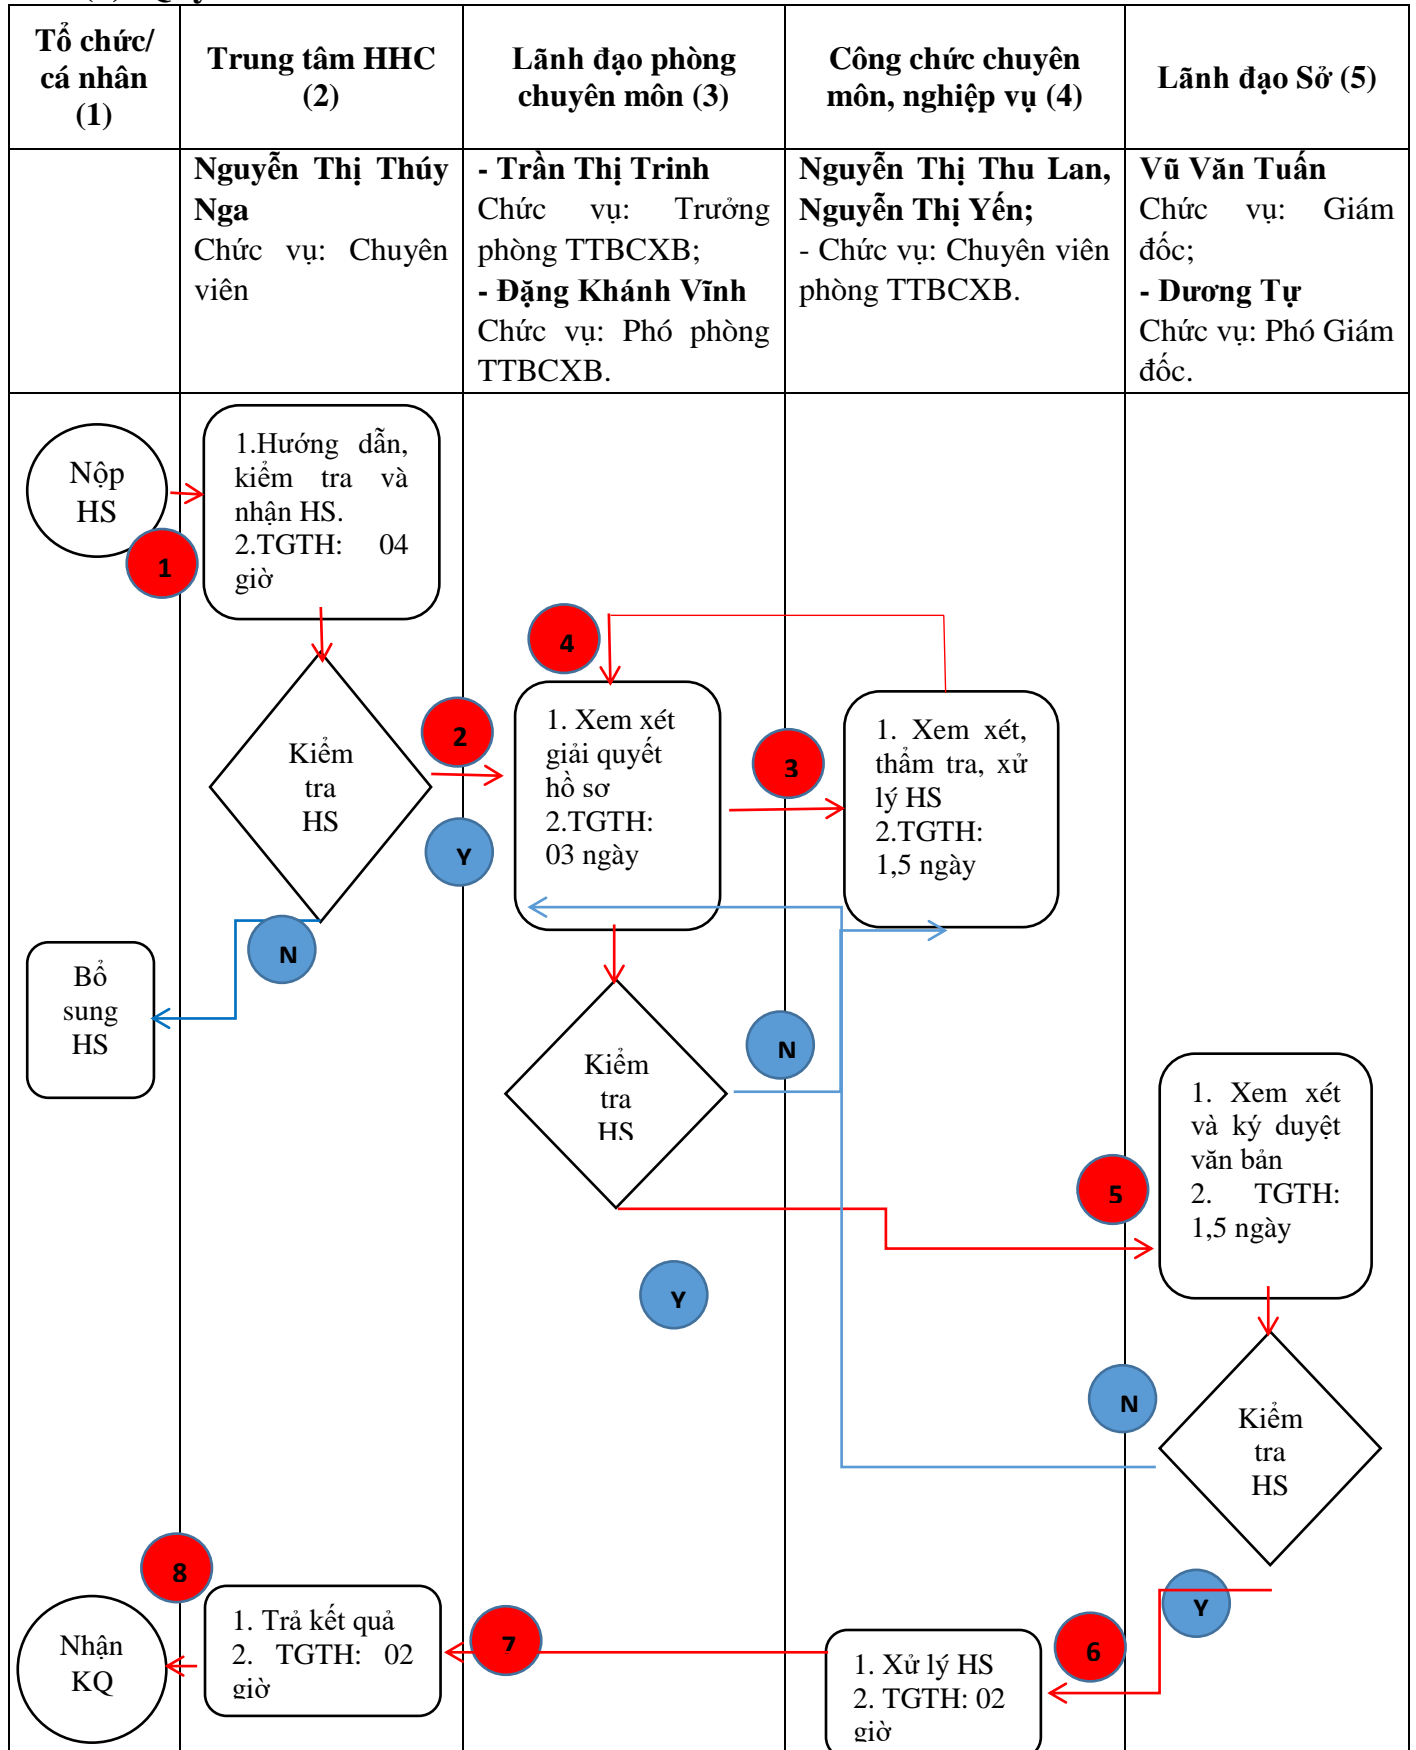 Tổ chức/
cá nhân
(1)
Trung tâm HHC
(2)
Lãnh đạo phòng
chuyên môn (3)
Công chức chuyên
môn, nghiệp vụ (4)
Lãnh đạo Sở (5)
Nguyễn Thị Thúy
Nga
Chức vụ: Chuyên
viên
- Trần Thị Trinh
Chức vụ: Trưởng
phòng TTBCXB;
- Đặng Khánh Vĩnh
Chức vụ: Phó phòng
TTBCXB.
Nguyễn Thị Thu Lan,
Nguyễn Thị Yến;
- Chức vụ: Chuyên viên
phòng TTBCXB.
Vũ Văn Tuấn
Chức vụ: Giám
đốc;
- Dương Tự
Chức vụ: Phó Giám
đốc.
Nộp
HS
1
1.Hướng dẫn,
kiểm tra và
nhận HS.
2.TGTH: 04
giờ
Kiểm
tra
HS
2
Y
N
Bổ
sung
HS
4
1. Xem xét
giải quyết
hồ sơ
2.TGTH:
03 ngày
3
1. Xem xét,
thẩm tra, xử
lý HS
2.TGTH:
1,5 ngày
Kiểm
tra
HS
N
Y
5
1. Xem xét
và ký duyệt
văn bản
2. TGTH:
1,5 ngày
N
Kiểm
tra
HS
Y
6
1. Xử lý HS
2. TGTH: 02
giờ
7
1. Trả kết quả
2. TGTH: 02
giờ
8
Nhận
KQ